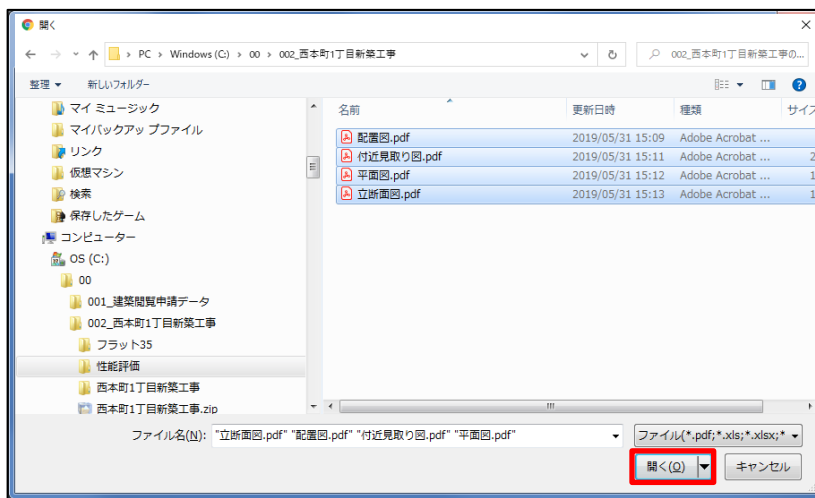 開く
PC › Windows (C:) › 00 › 002_西本町1丁目新築工事
002_西本町1丁目新築工事の...
整理 新しいフォルダー
名前 更新日時 種類 サイズ
マイ ミュージック
マイバックアップファイル
リンク
仮想マシン
検索
保存したゲーム
コンピューター
OS (C:)
00
001_建築閲覧申請データ
002_西本町1丁目新築工事
フラット35
性能評価
西本町1丁目新築工事
西本町1丁目新築工事.zip
配置図.pdf 2019/05/31 15:09 Adobe Acrobat ...
付近見取り図.pdf 2019/05/31 15:11 Adobe Acrobat ... 2
平面図.pdf 2019/05/31 15:12 Adobe Acrobat ... 1
立断面図.pdf 2019/05/31 15:13 Adobe Acrobat ... 1
ファイル名(N): "立断面図.pdf" "配置図.pdf" "付近見取り図.pdf" "平面図.pdf"
ファイル(*.pdf;*.xls;*.xlsx;*
開く(O) キャンセル